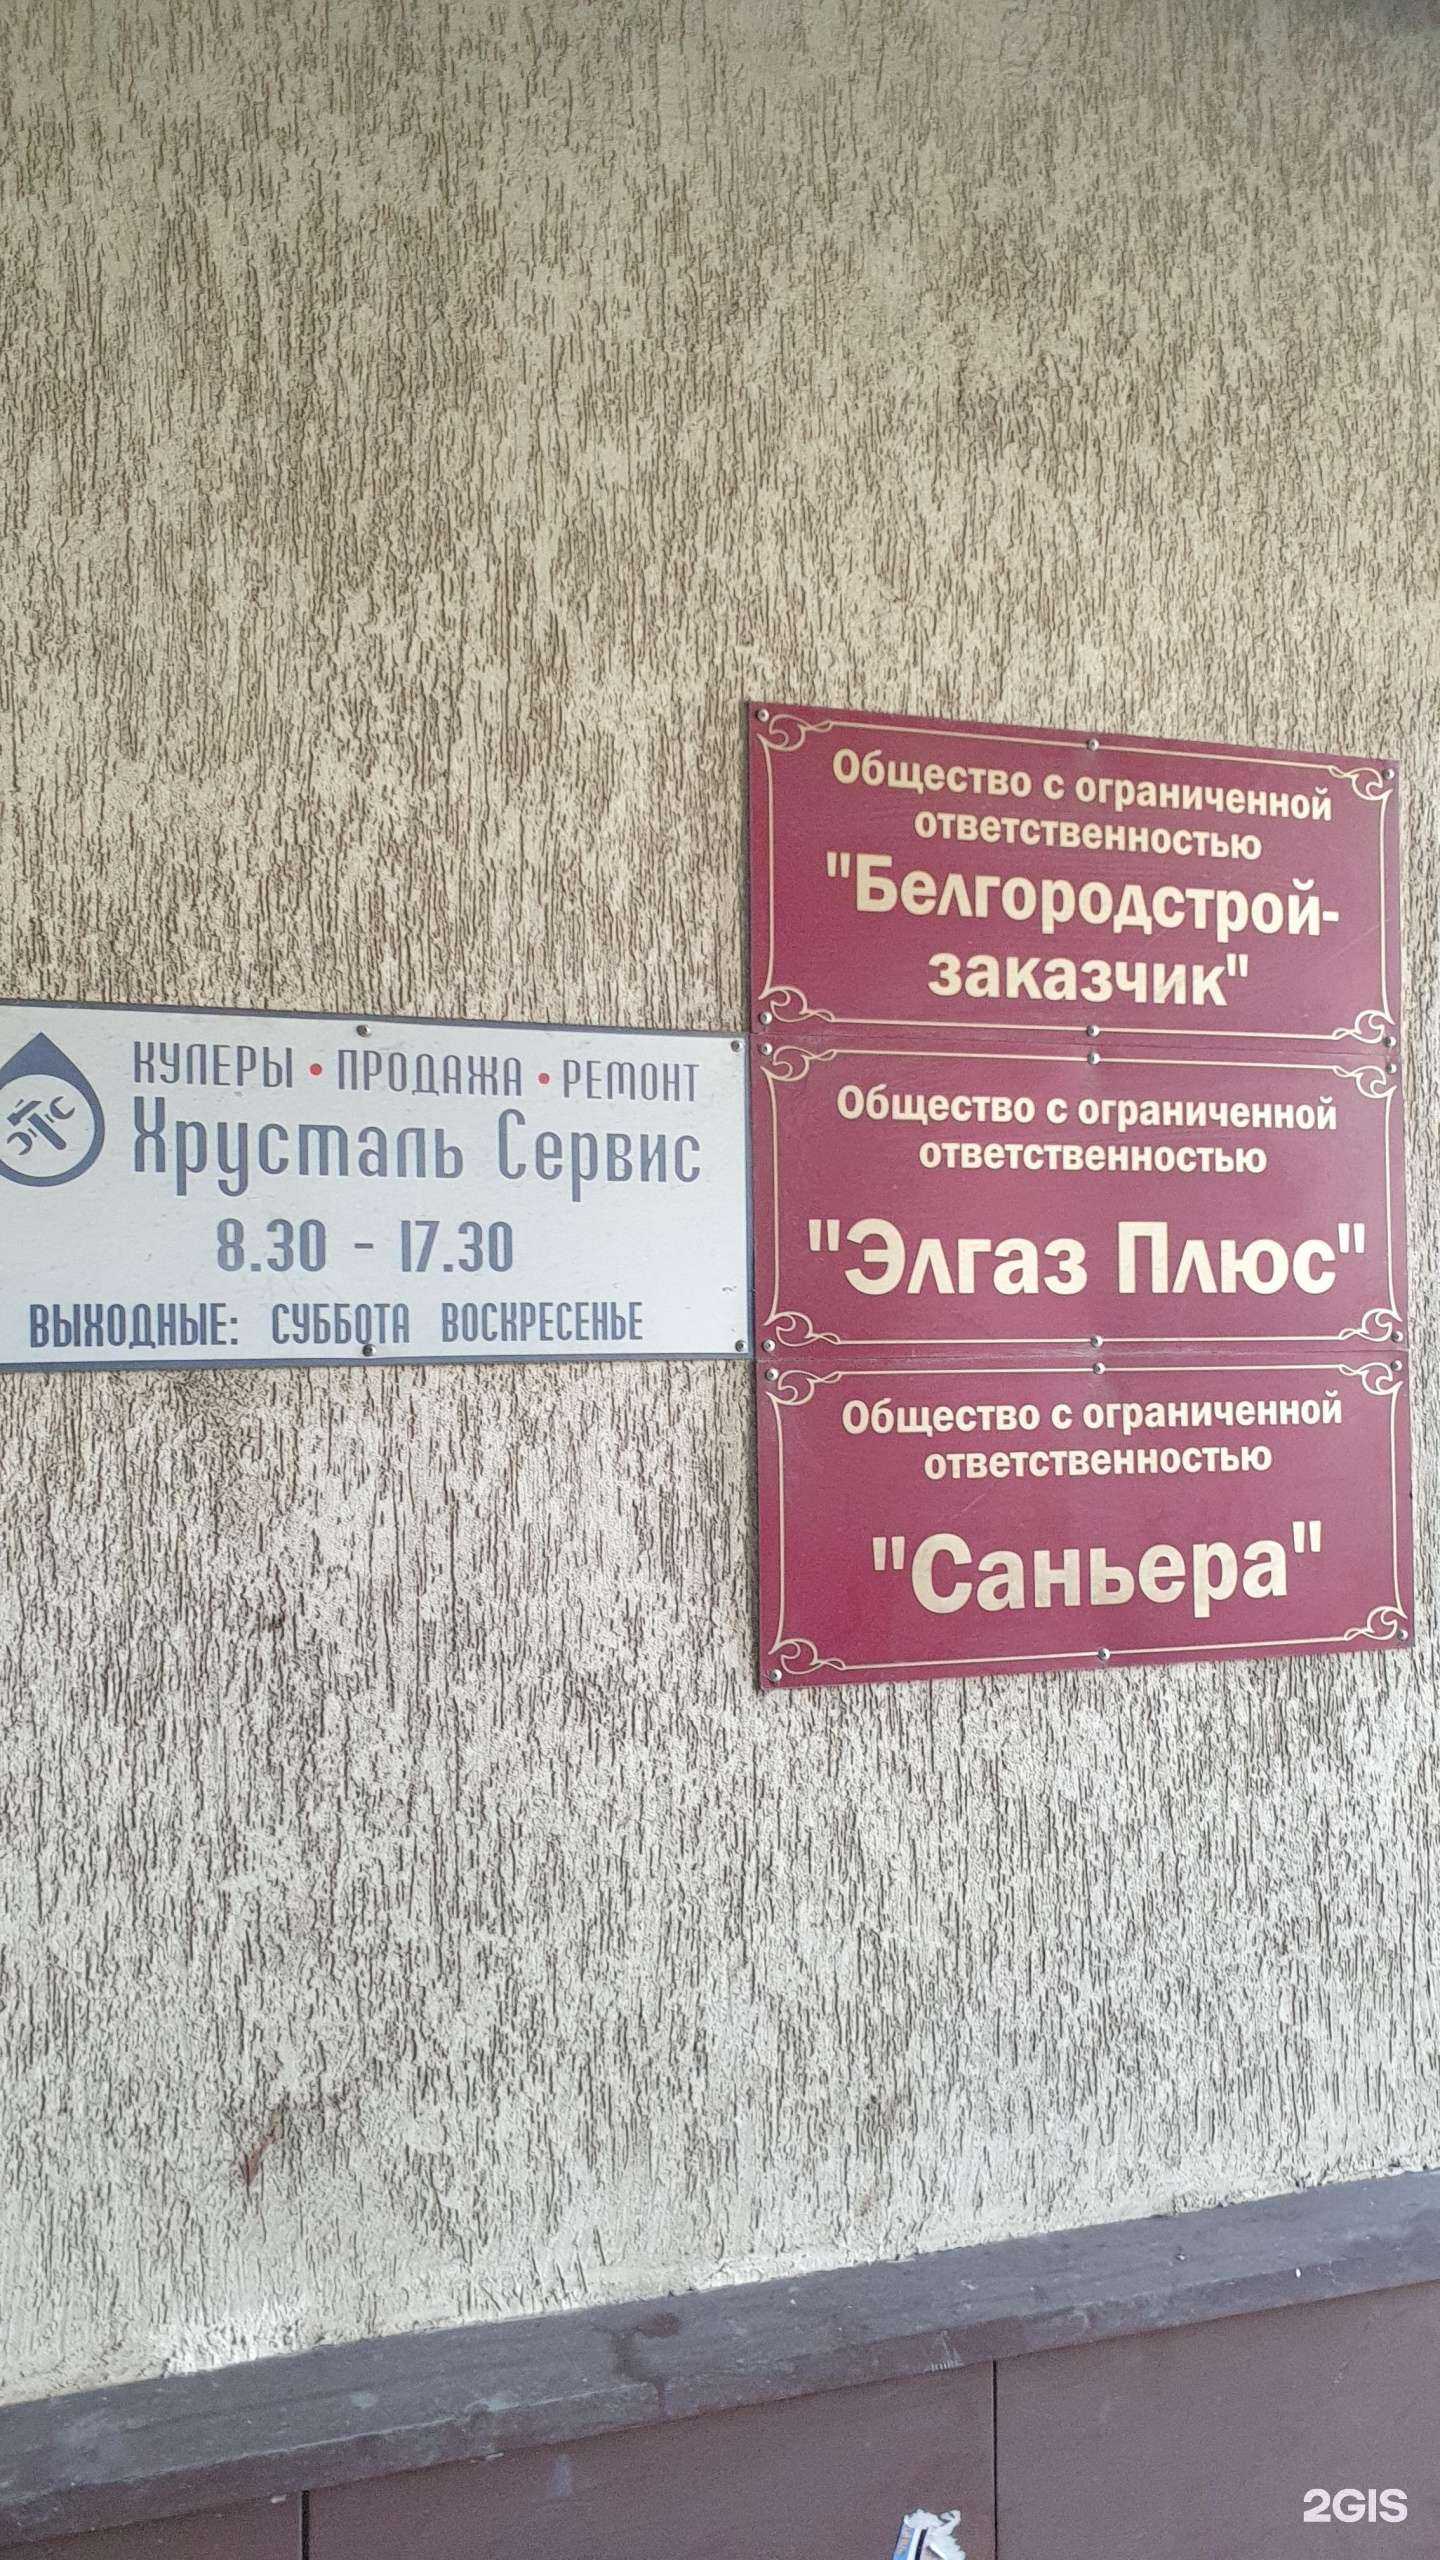 КУЛЕРЫ • ПРОДАЖА • РЕМОНТ
Хрусталь Сервис
8.30 - 17.30
ВЫХОДНЫЕ: СУББОТА ВОСКРЕСЕНЬЕ
Общество с ограниченной
ответственностью
"Белгородстрой-
заказчик"
Общество с ограниченной
ответственностью
"Элгаз Плюс"
Общество с ограниченной
ответственностью
"Саньера"
2GIS